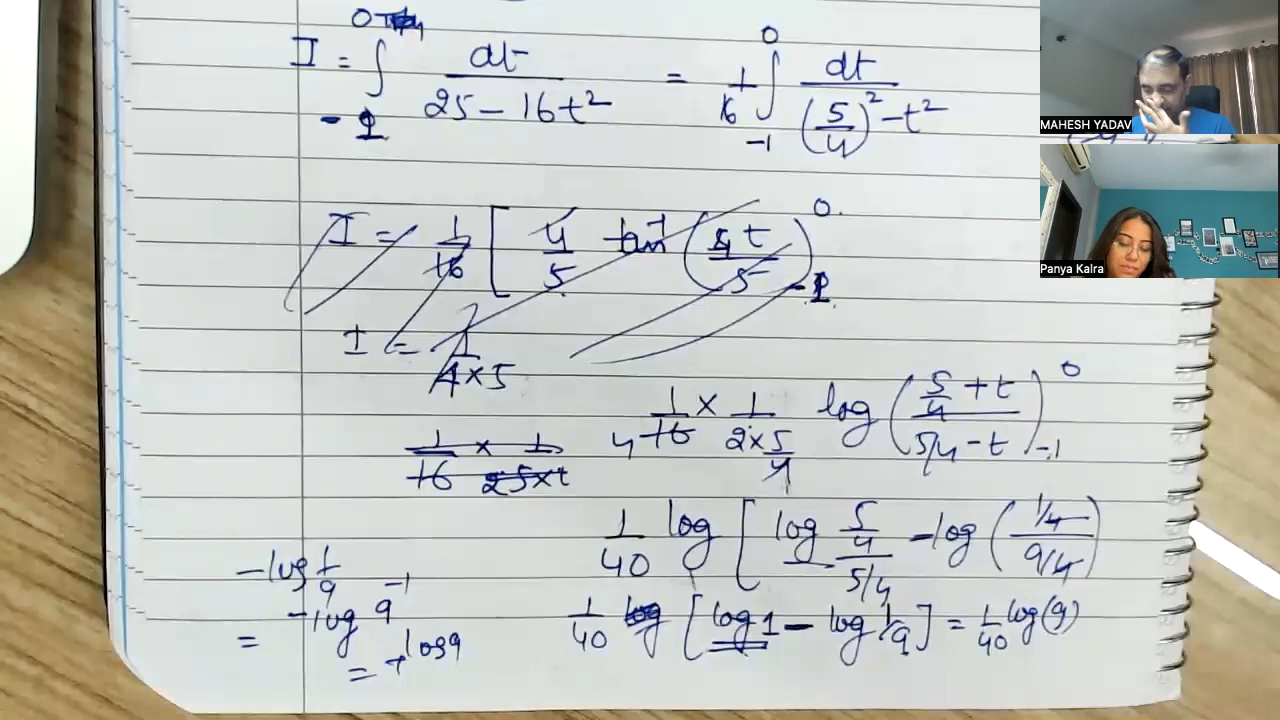 I = ∫₋₁⁰ dt / (25 − 16t²) = 1/16 ∫₋₁⁰ dt / ((5/4)² − t²)
MAHESH YADAV
I = 1/16 [ 4/5 tan⁻¹ (4t/5) ]₋₁⁰
Panya Kalra
I = 1 / (4×5)
1/16 × 1/(2×5/4) log ( (5/4 + t) / (5/4 − t) )₋₁⁰
1/16 × 1/(25×t)
1/40 log [ log (5/4)/(5/4) − log ( (1/4)/(9/4) )
−log 1/9
−log 9⁻¹
1/40 log [ log 1 − log 1/9 ] = 1/40 log(9)
= + log 9